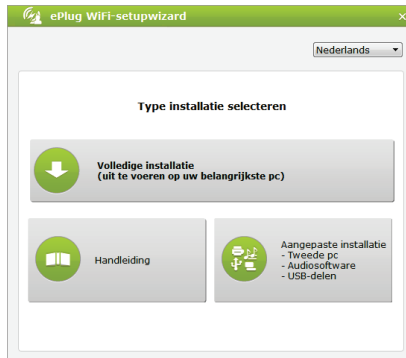 ePlug WiFi-setupwizard
Nederlands
Type installatie selecteren
Volledige installatie
(uit te voeren op uw belangrijkste pc)
Handleiding
Aangepaste installatie
- Tweede pc
- Audiosoftware
- USB-delen